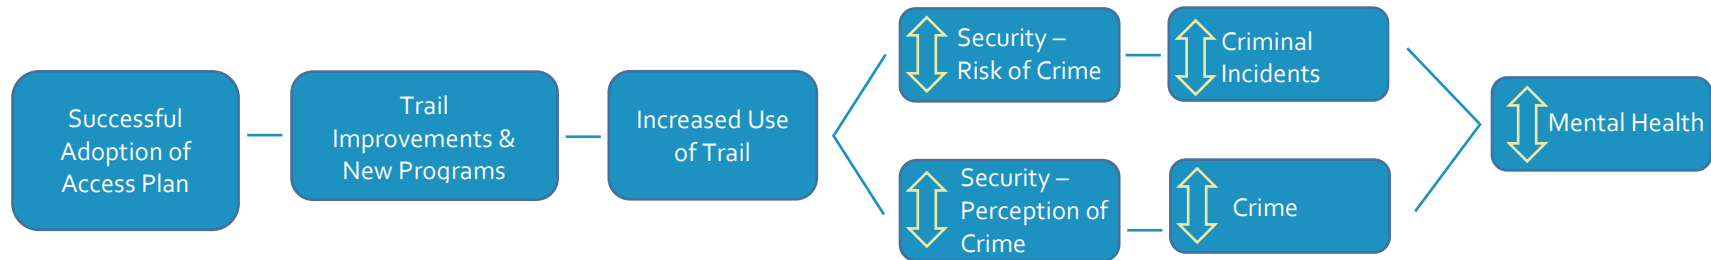 Successful
Adoption of
Access Plan
Trail
Improvements &
New Programs
Increased Use
of Trail
Security –
Risk of Crime
Criminal
Incidents
Security –
Perception of
Crime
Crime
Mental Health